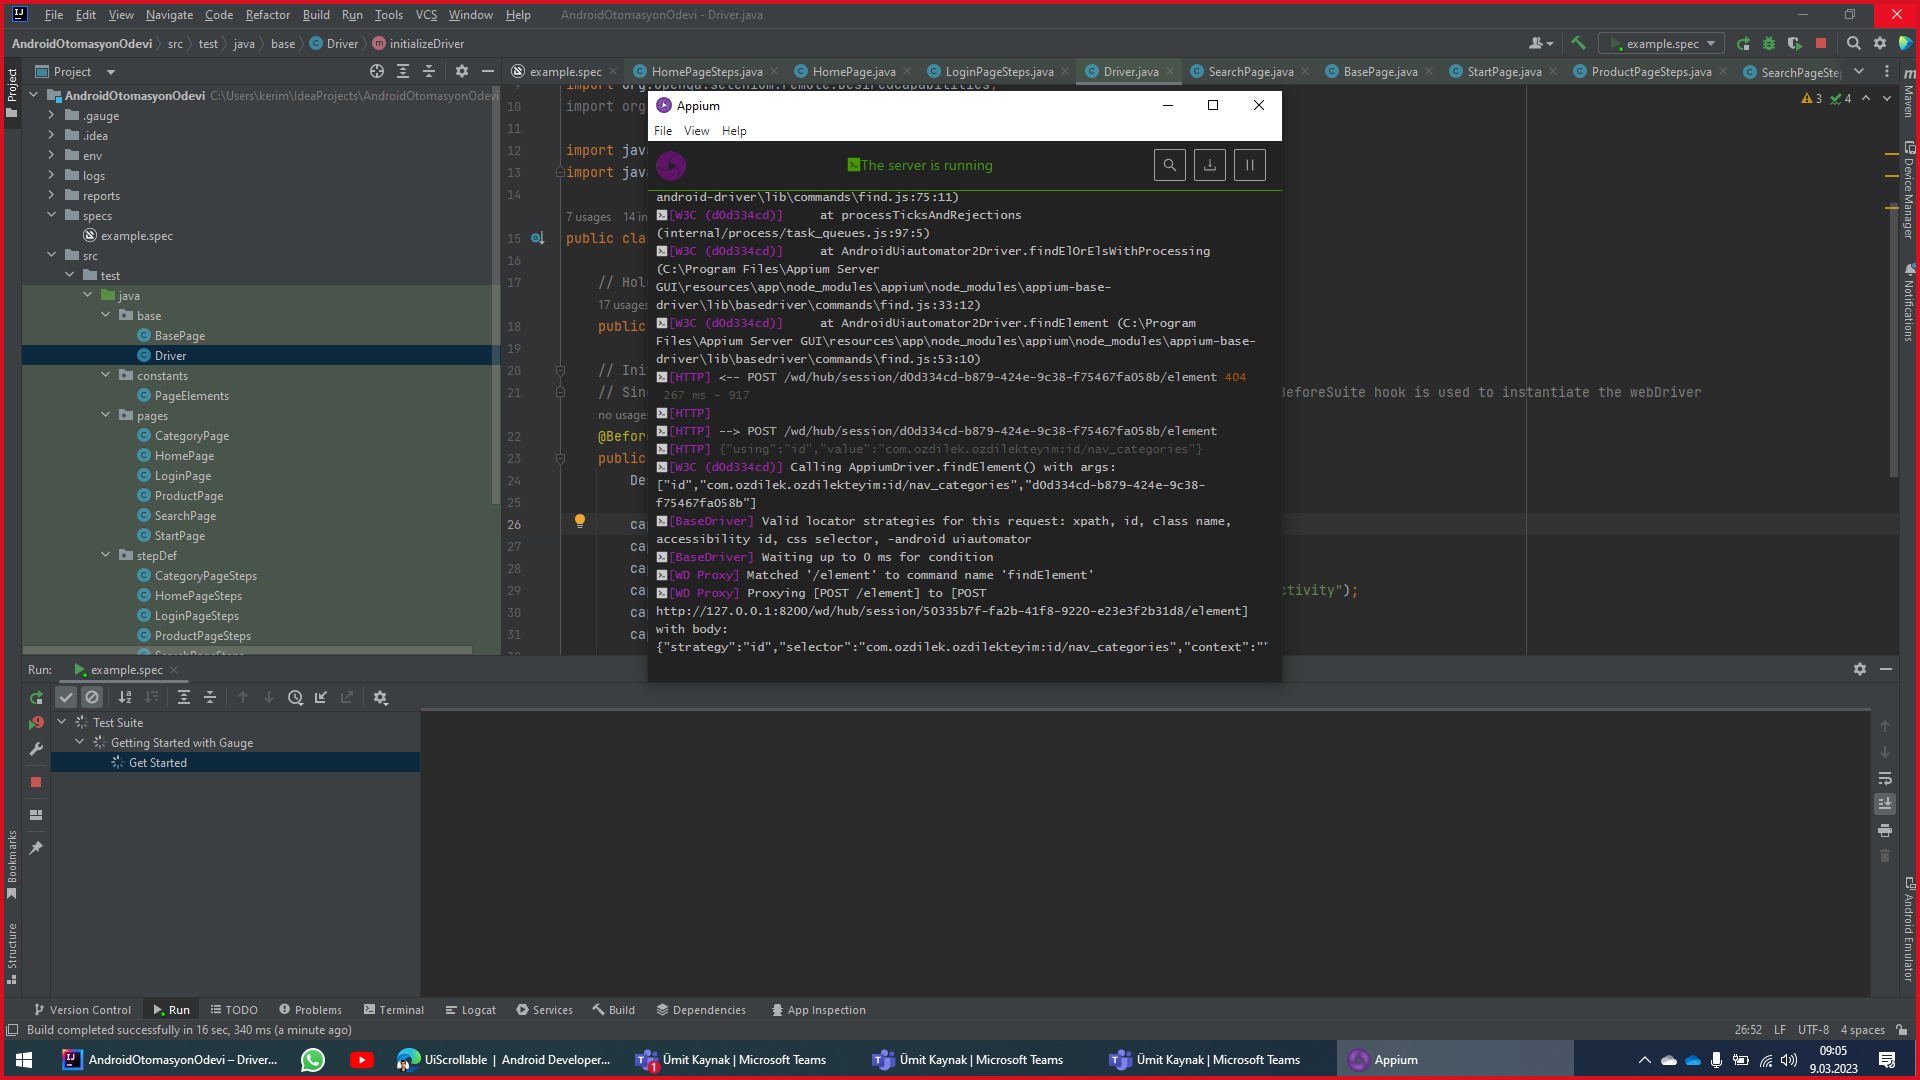 File Edit View Navigate Code Refactor Build Run Tools VCS Window Help AndroidOtomasyonOdevi - Driver.java
AndroidOtomasyonOdevi src test java base Driver initializeDriver
example.spec
Project
example.spec HomePageSteps.java HomePage.java LoginPageSteps.java Driver.java SearchPage.java BasePage.java StartPage.java ProductPageSteps.java SearchPageSte
AndroidOtomasyonOdevi C:\Users\kerim\IdeaProjects\AndroidOtomasyonOdevi
.gauge
.idea
env
logs
reports
specs
example.spec
src
test
java
base
BasePage
Driver
constants
PageElements
pages
CategoryPage
HomePage
LoginPage
ProductPage
SearchPage
StartPage
stepDef
CategoryPageSteps
HomePageSteps
LoginPageSteps
ProductPageSteps
10 import org
11
12 import java
13 import java
14
7 usages 14 in
15 public clas
16
17 // Hol
17 usages
18 public
19
20 // Ini
21 // Sin BeforeSuite hook is used to instantiate the webDriver
no usages
22 @Befor
23 public
24 De
25
26 ca
27 ca
28 ca
29 ca ctivity");
30 ca
31 ca
3 4
Appium
File View Help
The server is running
android-driver\lib\commands\find.js:75:11)
[W3C (d0d334cd)] at processTicksAndRejections
(internal/process/task_queues.js:97:5)
[W3C (d0d334cd)] at AndroidUiautomator2Driver.findElOrElsWithProcessing
(C:\Program Files\Appium Server
GUI\resources\app\node_modules\appium\node_modules\appium-base-
driver\lib\basedriver\commands\find.js:33:12)
[W3C (d0d334cd)] at AndroidUiautomator2Driver.findElement (C:\Program
Files\Appium Server GUI\resources\app\node_modules\appium\node_modules\appium-base-
driver\lib\basedriver\commands\find.js:53:10)
[HTTP] <-- POST /wd/hub/session/d0d334cd-b879-424e-9c38-f75467fa058b/element 404
267 ms - 917
[HTTP]
[HTTP] --> POST /wd/hub/session/d0d334cd-b879-424e-9c38-f75467fa058b/element
[HTTP] {"using":"id","value":"com.ozdilek.ozdilekteyim:id/nav_categories"}
[W3C (d0d334cd)] Calling AppiumDriver.findElement() with args:
["id","com.ozdilek.ozdilekteyim:id/nav_categories","d0d334cd-b879-424e-9c38-
f75467fa058b"]
[BaseDriver] Valid locator strategies for this request: xpath, id, class name,
accessibility id, css selector, -android uiautomator
[BaseDriver] Waiting up to 0 ms for condition
[WD Proxy] Matched '/element' to command name 'findElement'
[WD Proxy] Proxying [POST /element] to [POST
http://127.0.0.1:8200/wd/hub/session/50335b7f-fa2b-41f8-9220-e23e3f2b31d8/element]
with body:
{"strategy":"id","selector":"com.ozdilek.ozdilekteyim:id/nav_categories","context":""
Maven
Device Manager
Notifications
Android Emulator
Project
Bookmarks
Structure
Run: example.spec
Test Suite
Getting Started with Gauge
Get Started
Version Control Run TODO Problems Terminal Logcat Services Build Dependencies App Inspection
Build completed successfully in 16 sec, 340 ms (a minute ago) 26:52 LF UTF-8 4 spaces
AndroidOtomasyonOdevi – Driver... UiScrollable | Android Developer... 1 Ümit Kaynak | Microsoft Teams Ümit Kaynak | Microsoft Teams Ümit Kaynak | Microsoft Teams Appium
09:05
9.03.2023